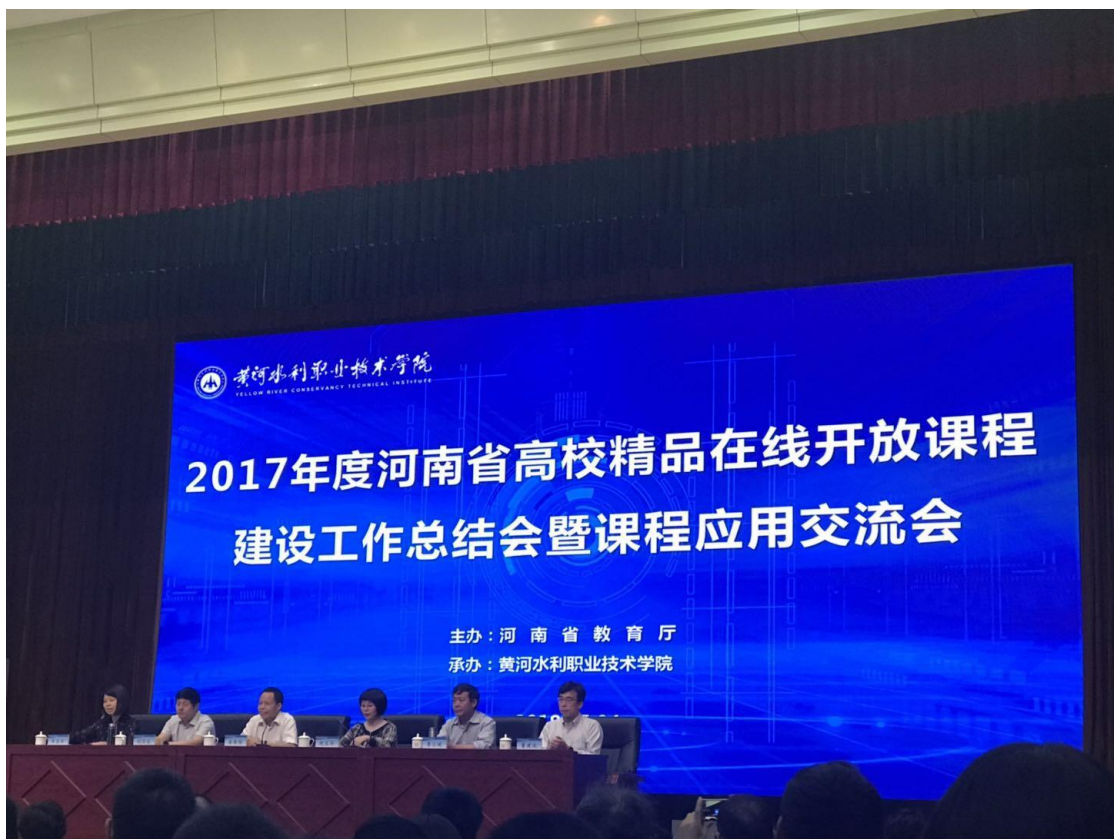 黄河水利职业技术学院
YELLOW RIVER CONSERVANCY TECHNICAL INSTITUTE
2017年度河南省高校精品在线开放课程
建设工作总结会暨课程应用交流会
主办：河南省教育厅
承办：黄河水利职业技术学院